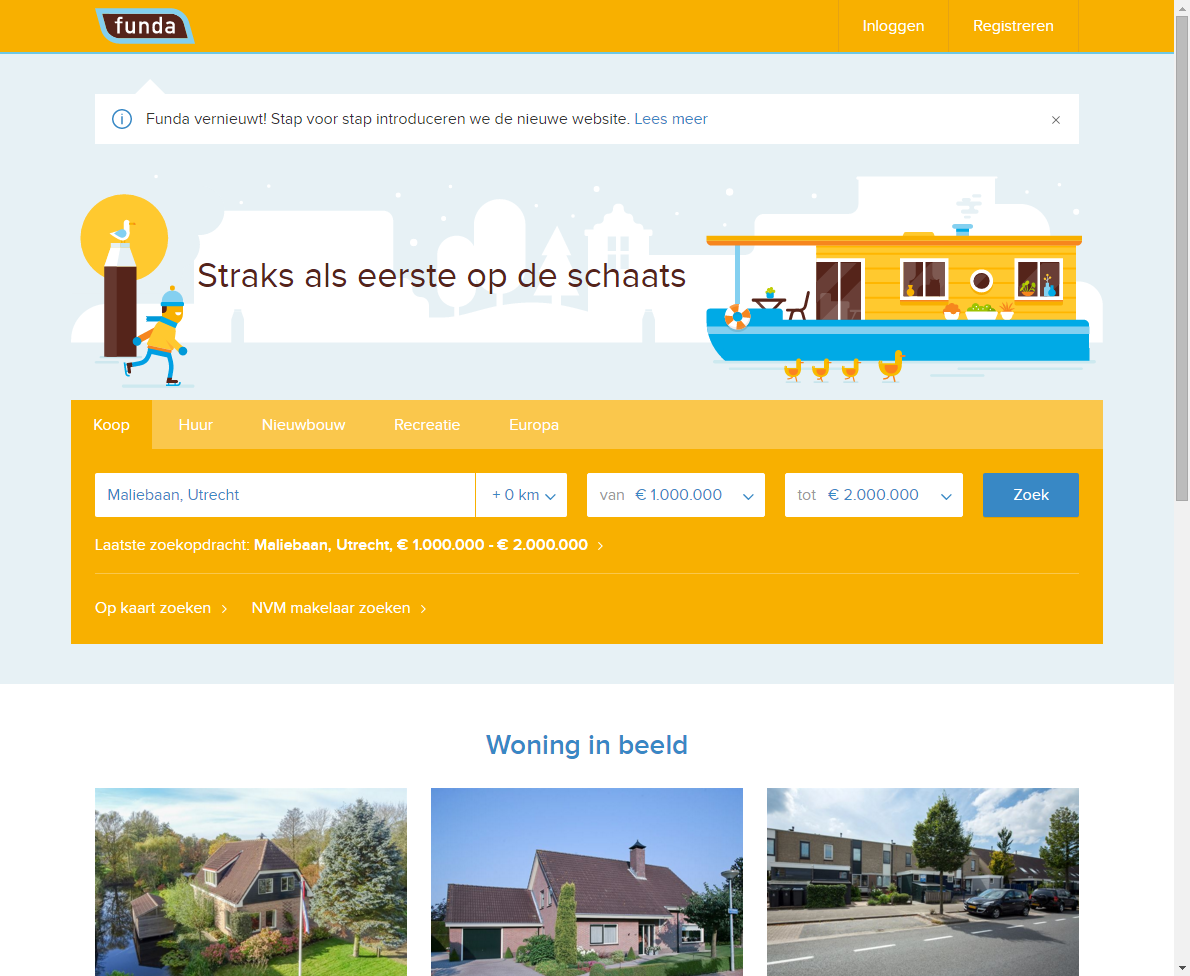 funda
Inloggen
Registreren
Funda vernieuwt! Stap voor stap introduceren we de nieuwe website. Lees meer
Straks als eerste op de schaats
Koop
Huur
Nieuwbouw
Recreatie
Europa
Maliebaan, Utrecht
+ 0 km
van € 1.000.000
tot € 2.000.000
Zoek
Laatste zoekopdracht: Maliebaan, Utrecht, € 1.000.000 - € 2.000.000
Op kaart zoeken
NVM makelaar zoeken
Woning in beeld